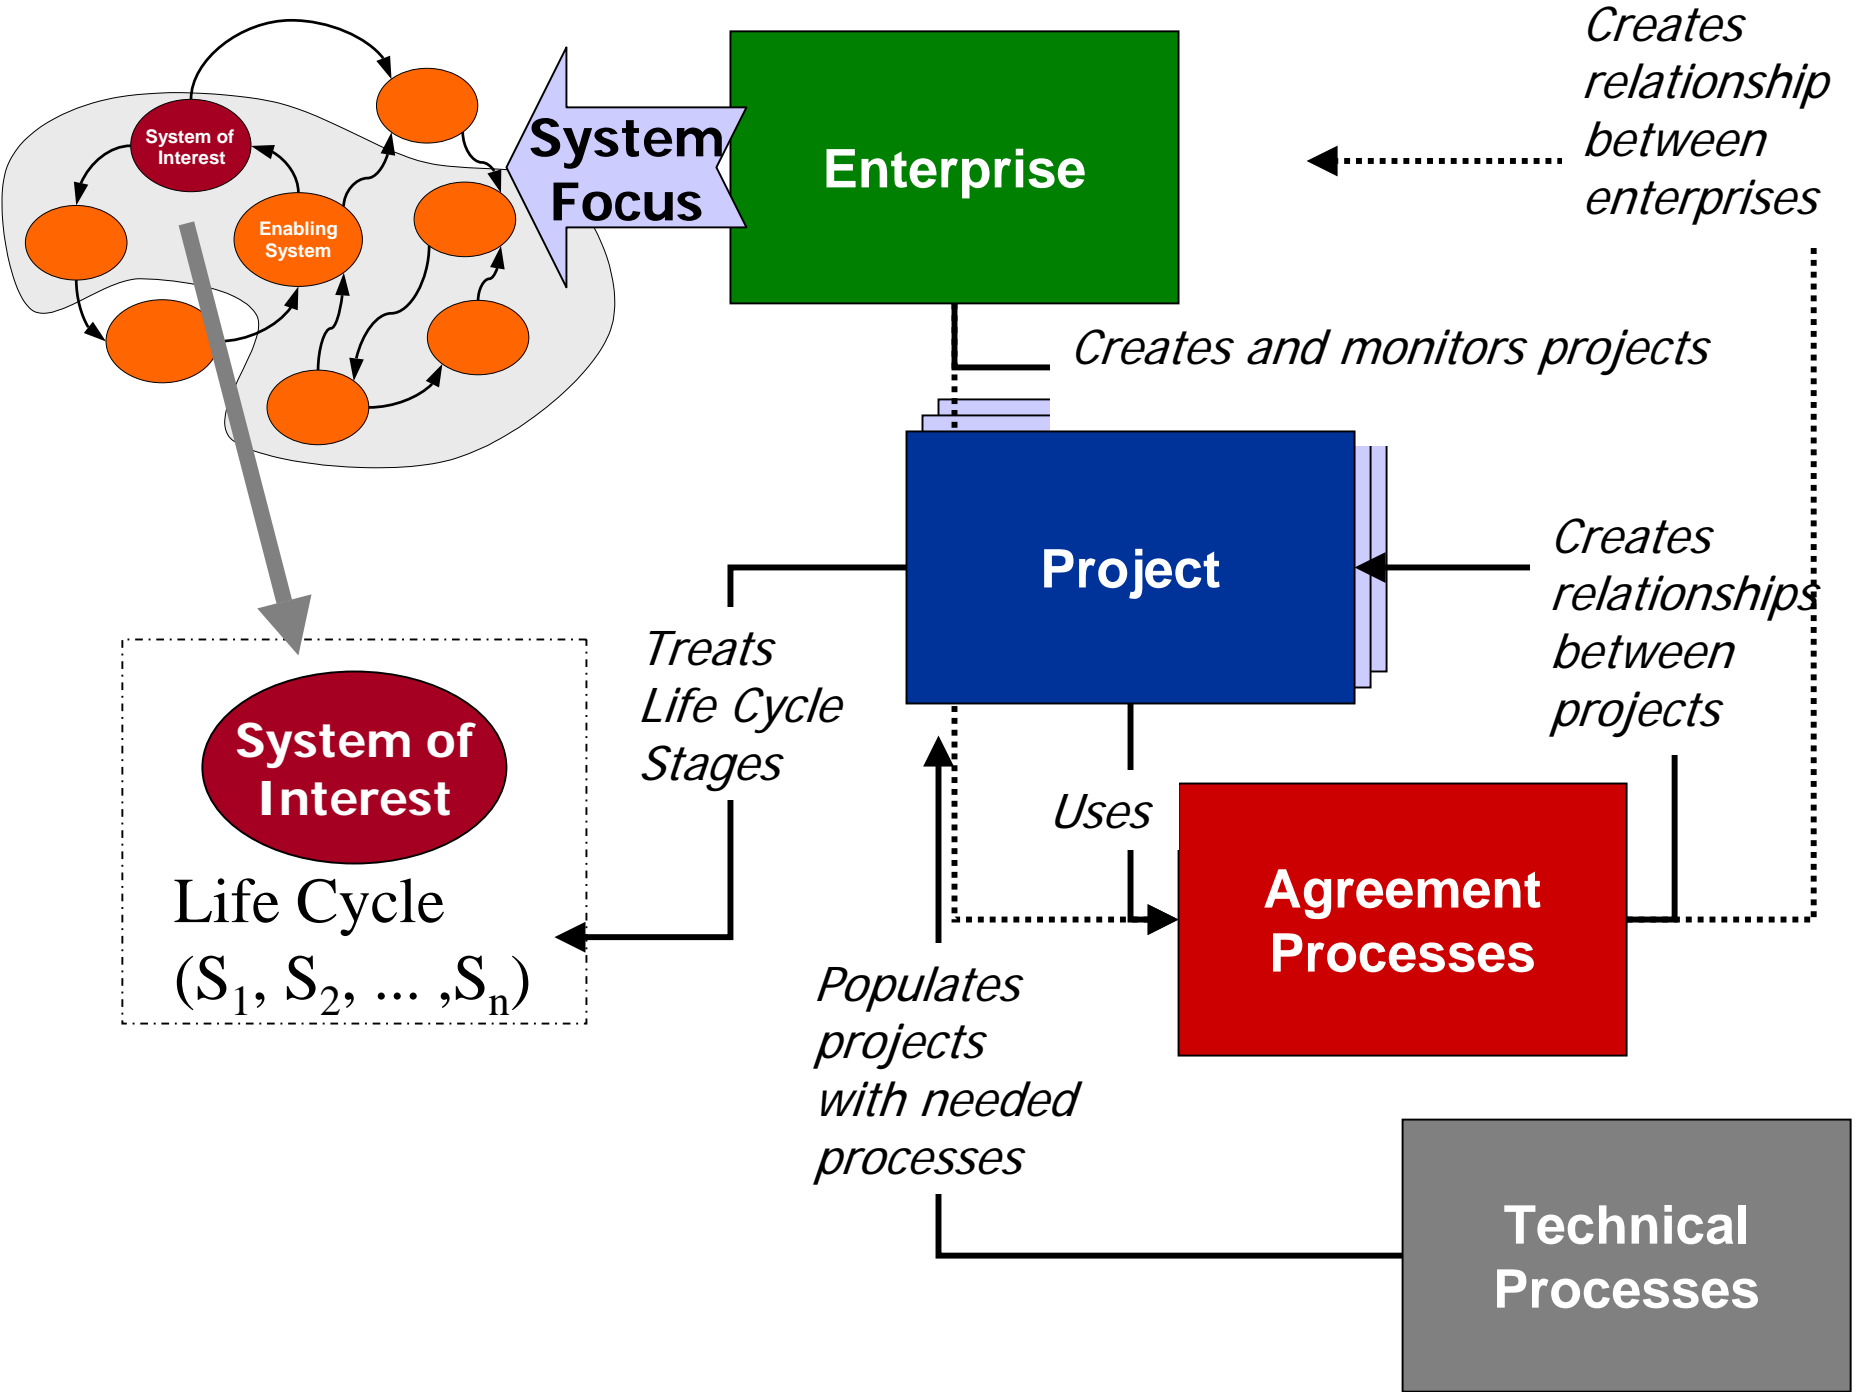 System of
Interest
Enabling
System
System
Focus
Enterprise
Creates
relationship
between
enterprises
Creates and monitors projects
Project
Creates
relationships
between
projects
Treats
Life Cycle
Stages
System of
Interest
Life Cycle
(S1, S2, ... ,Sn)
Uses
Agreement
Processes
Populates
projects
with needed
processes
Technical
Processes